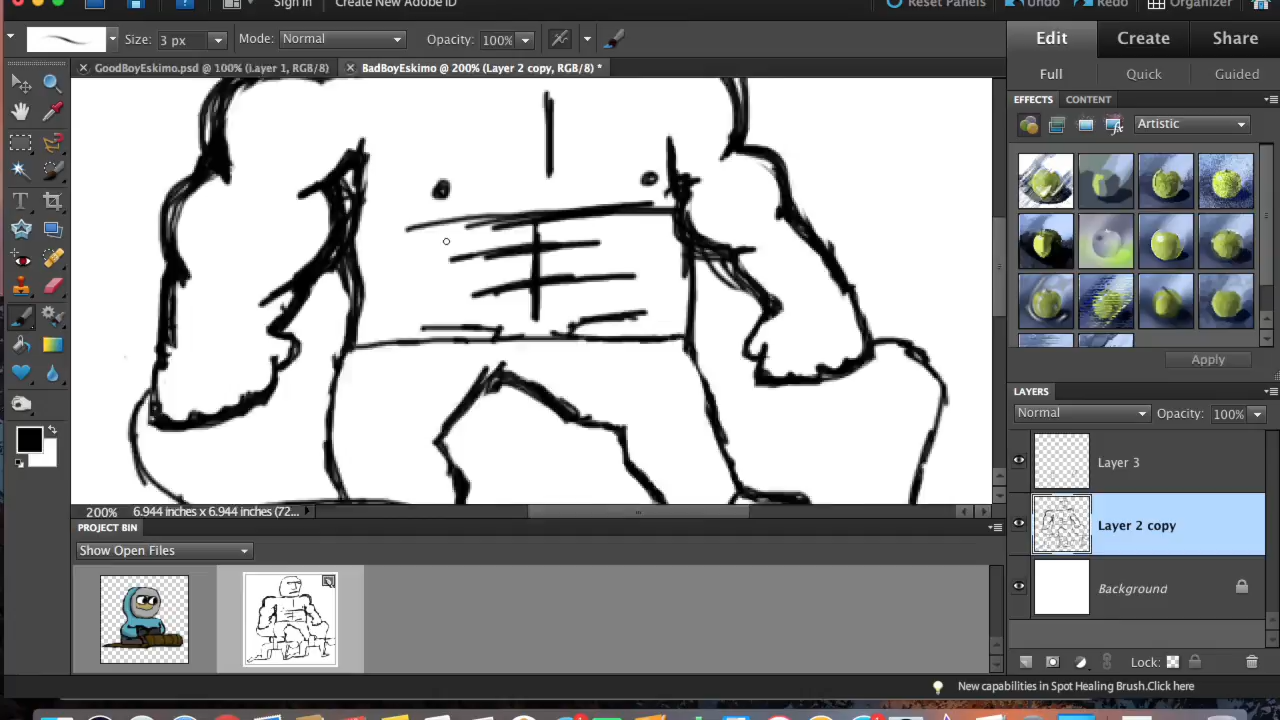 Sign In Create New Adobe ID Reset Panels Undo Redo Organizer
Size: 3 px Mode: Normal Opacity: 100%
Edit Create Share
GoodBoyEskimo.psd @ 100% (Layer 1, RGB/8)
BadBoyEskimo @ 200% (Layer 2 copy, RGB/8) *
Full Quick Guided
EFFECTS CONTENT
Artistic
Apply
LAYERS
Normal Opacity: 100%
Layer 3
Layer 2 copy
Background
Lock:
200% 6.944 inches x 6.944 inches (72...
PROJECT BIN
Show Open Files
New capabilities in Spot Healing Brush.Click here